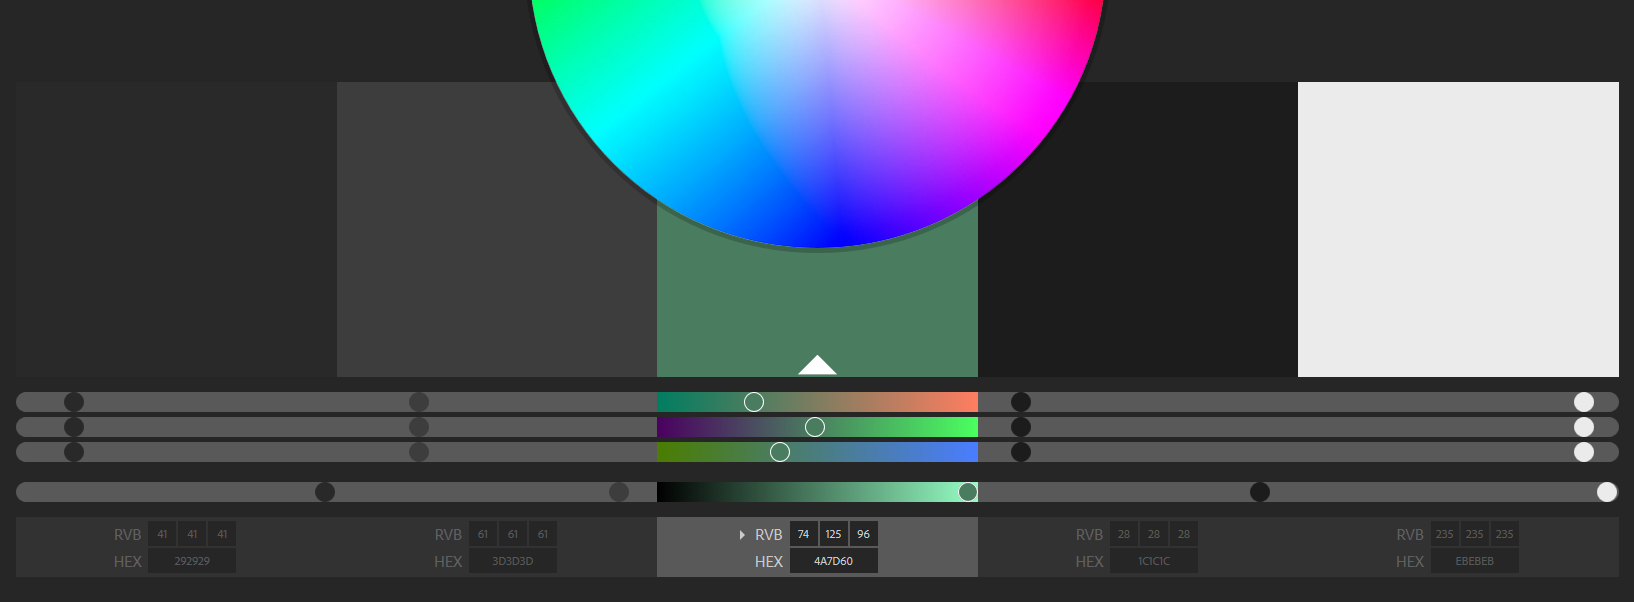 RVB 41 41 41
HEX 292929
RVB 61 61 61
HEX 3D3D3D
RVB 74 125 96
HEX 4A7D60
RVB 28 28 28
HEX 1C1C1C
RVB 235 235 235
HEX EBEBEB